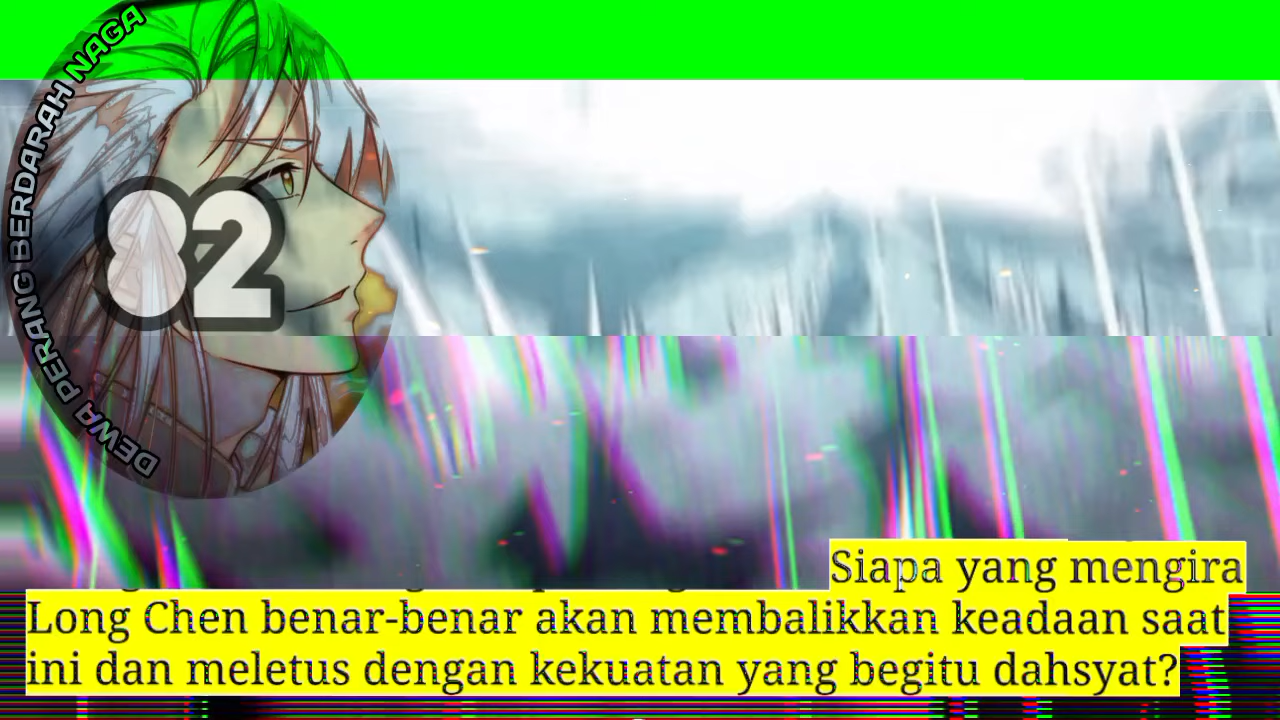 DEWA PERANG BERDARAH NAGA
82
Siapa yang mengira
Long Chen benar-benar akan membalikkan keadaan saat
ini dan meletus dengan kekuatan yang begitu dahsyat?